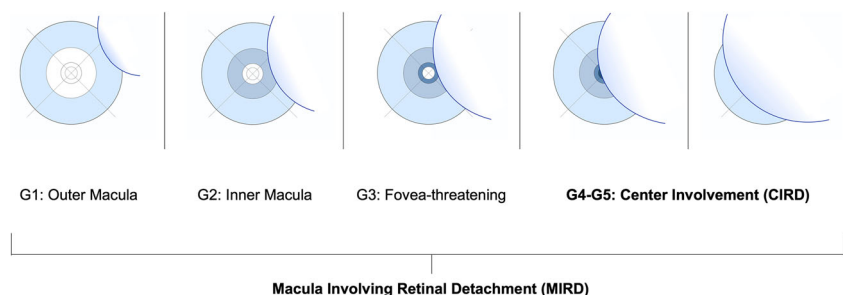 G1: Outer Macula
G2: Inner Macula
G3: Fovea-threatening
G4-G5: Center Involvement (CIRD)
Macula Involving Retinal Detachment (MIRD)